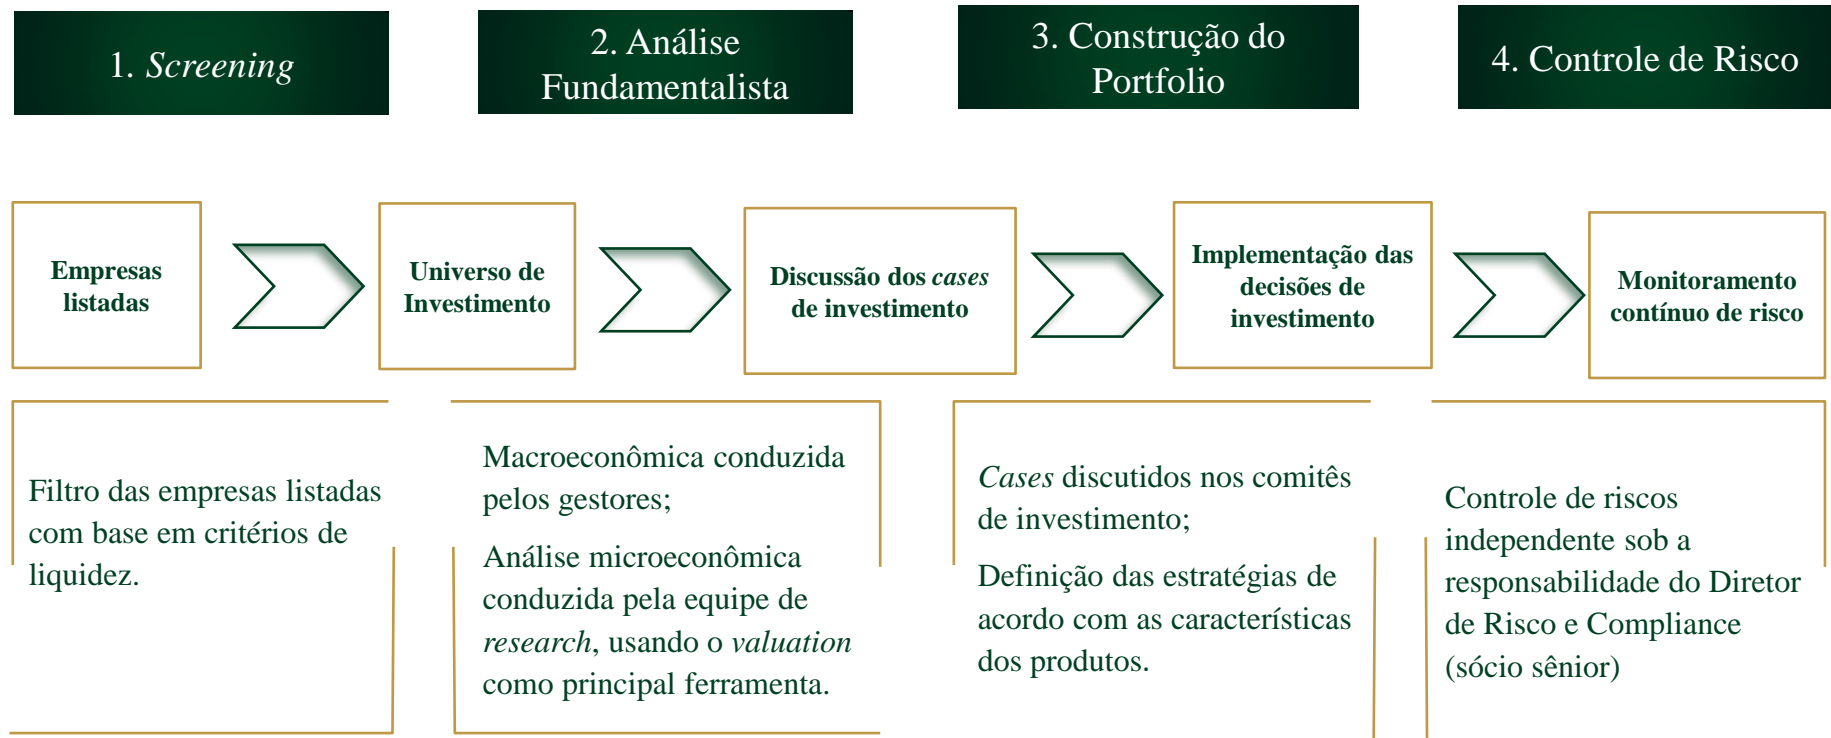 1. Screening
2. Análise
Fundamentalista
3. Construção do
Portfolio
4. Controle de Risco
Empresas
listadas
Universo de
Investimento
Discussão dos cases
de investimento
Implementação das
decisões de
investimento
Monitoramento
contínuo de risco
Filtro das empresas listadas
com base em critérios de
liquidez.
Macroeconômica conduzida
pelos gestores;
Análise microeconômica
conduzida pela equipe de
research, usando o valuation
como principal ferramenta.
Cases discutidos nos comitês
de investimento;
Definição das estratégias de
acordo com as características
dos produtos.
Controle de riscos
independente sob a
responsabilidade do Diretor
de Risco e Compliance
(sócio sênior)